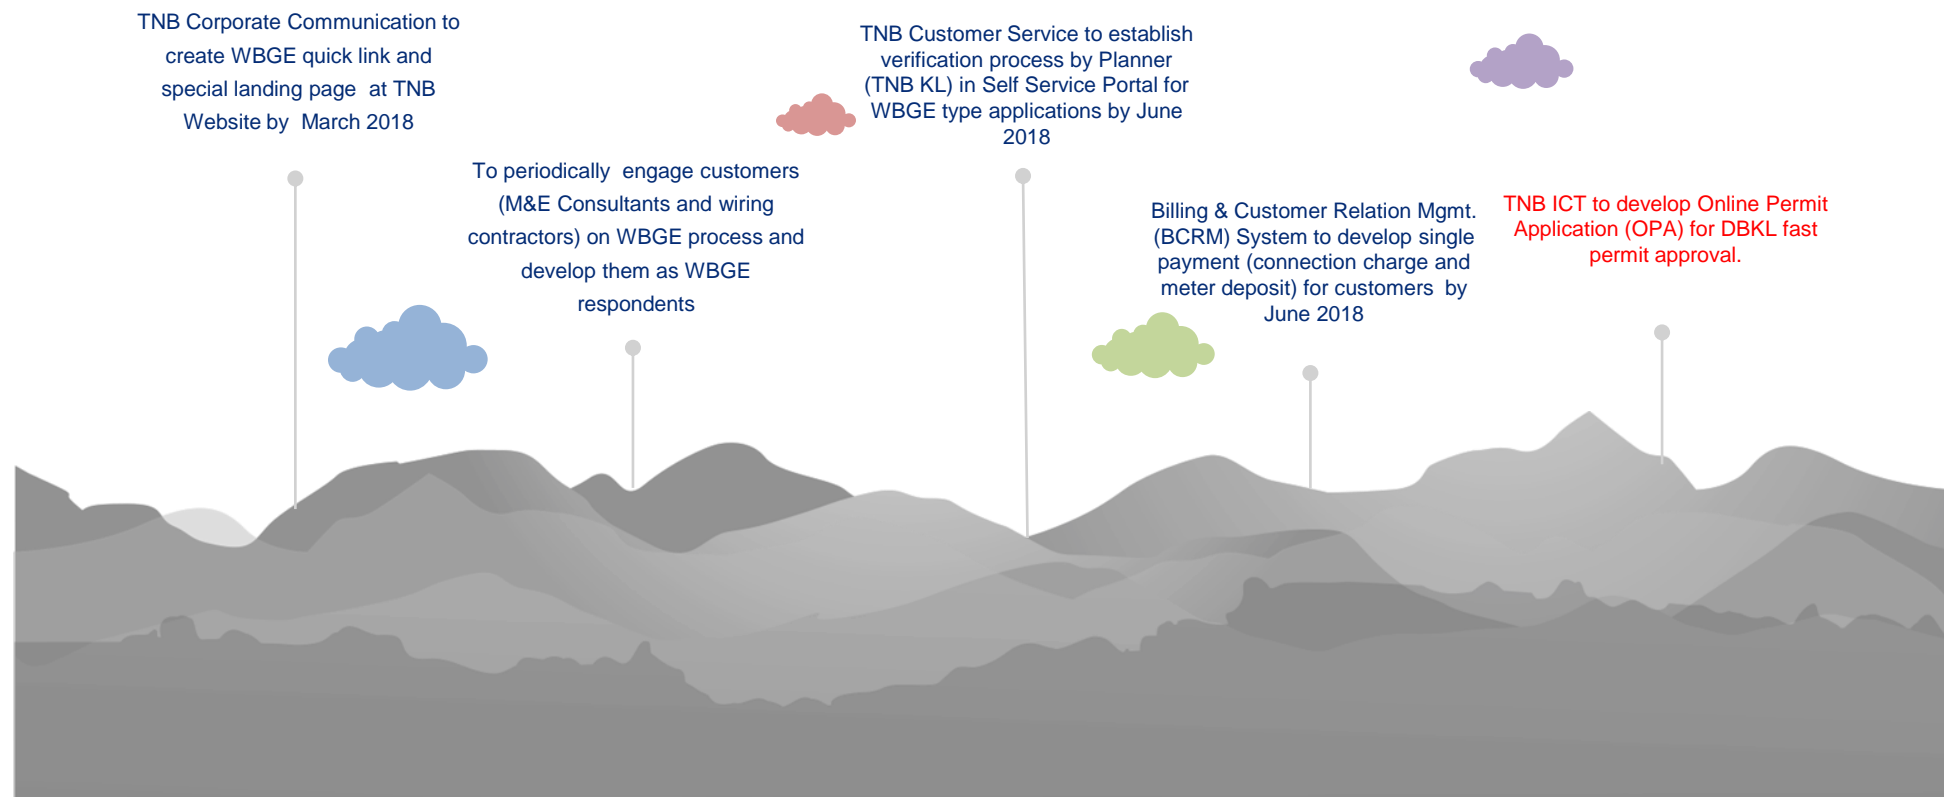 TNB Corporate Communication to
create WBGE quick link and
special landing page at TNB
Website by March 2018
To periodically engage customers
(M&E Consultants and wiring
contractors) on WBGE process and
develop them as WBGE
respondents
TNB Customer Service to establish
verification process by Planner
(TNB KL) in Self Service Portal for
WBGE type applications by June
2018
Billing & Customer Relation Mgmt.
(BCRM) System to develop single
payment (connection charge and
meter deposit) for customers by
June 2018
TNB ICT to develop Online Permit
Application (OPA) for DBKL fast
permit approval.